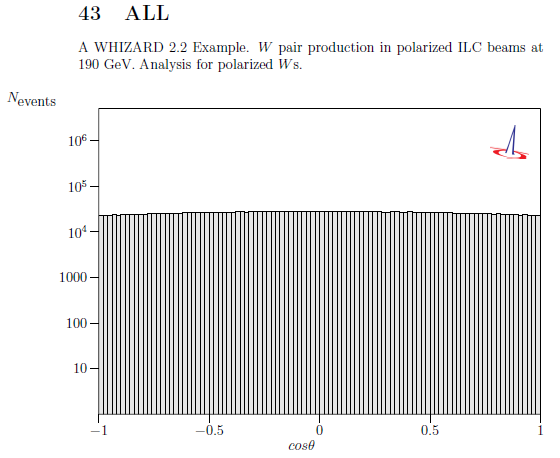 43 ALL
A WHIZARD 2.2 Example. W pair production in polarized ILC beams at
190 GeV. Analysis for polarized Ws.
N_events
10^6
10^5
10^4
1000
100
10
−1 −0.5 0 0.5 1
cosθ